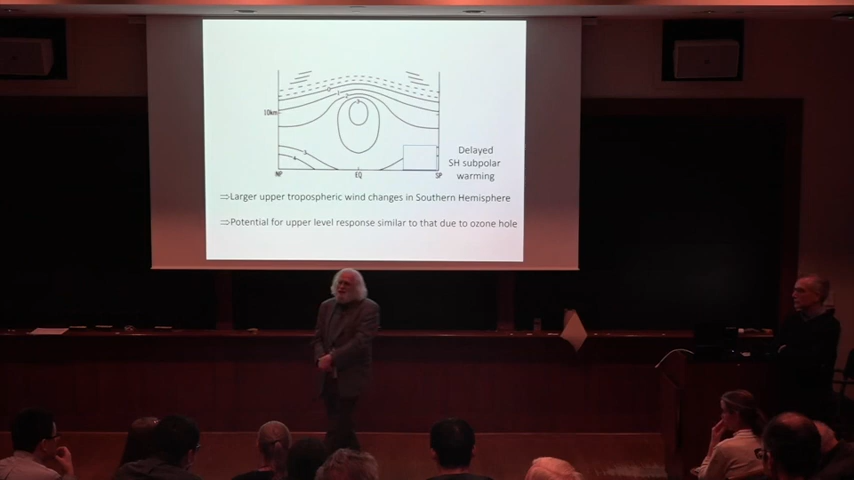 10km
NP
EQ
SP
Delayed
SH subpolar
warming
⇒Larger upper tropospheric wind changes in Southern Hemisphere
⇒Potential for upper level response similar to that due to ozone hole